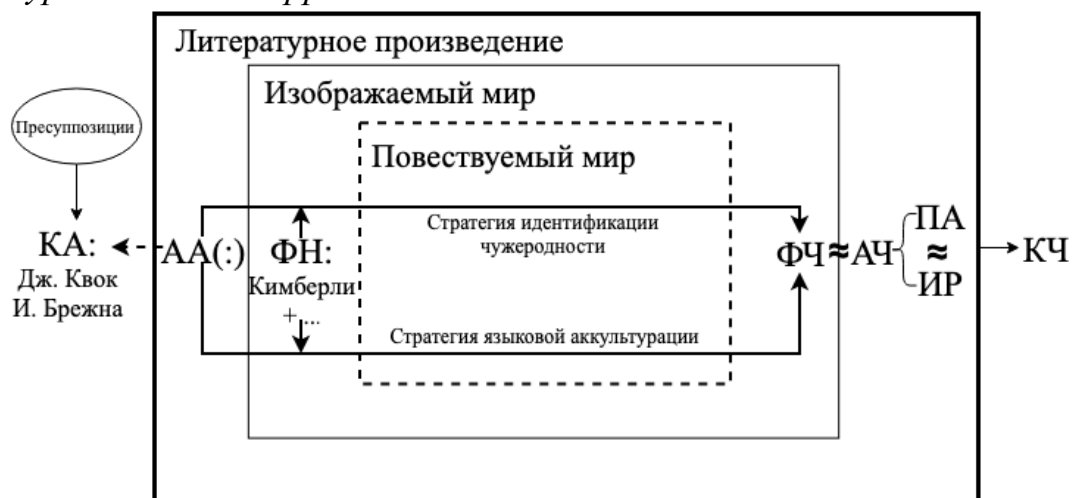 Литературное произведение
Изображаемый мир
Пресуппозиции
Повествуемый мир
Стратегия идентификации
чужеродности
КА:
АА(:)
ФН:
ФЧ≈АЧ
ПА
≈
ИР
КЧ
Дж. Квок
И. Брежна
Кимберли
+ ...
Стратегия языковой аккультурации